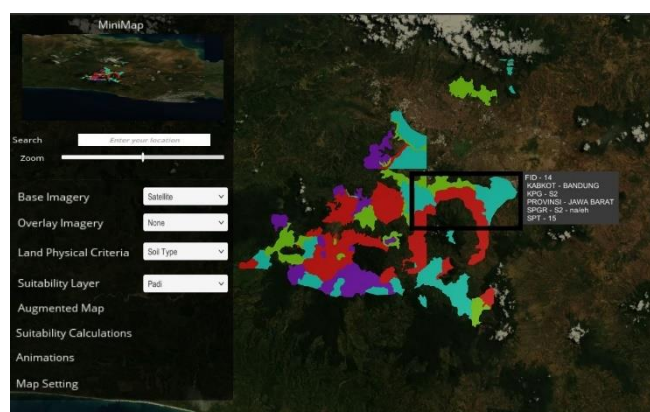 MiniMap
Search
Enter your location
Zoom
Base Imagery
Satellite
Overlay Imagery
None
Land Physical Criteria
Soil Type
Suitability Layer
Padi
Augmented Map
Suitability Calculations
Animations
Map Setting
FID - 14
KABKOT - BANDUNG
KPG - S2
PROVINSI - JAWA BARAT
SPGR - S2 - na/eh
SPT - 15